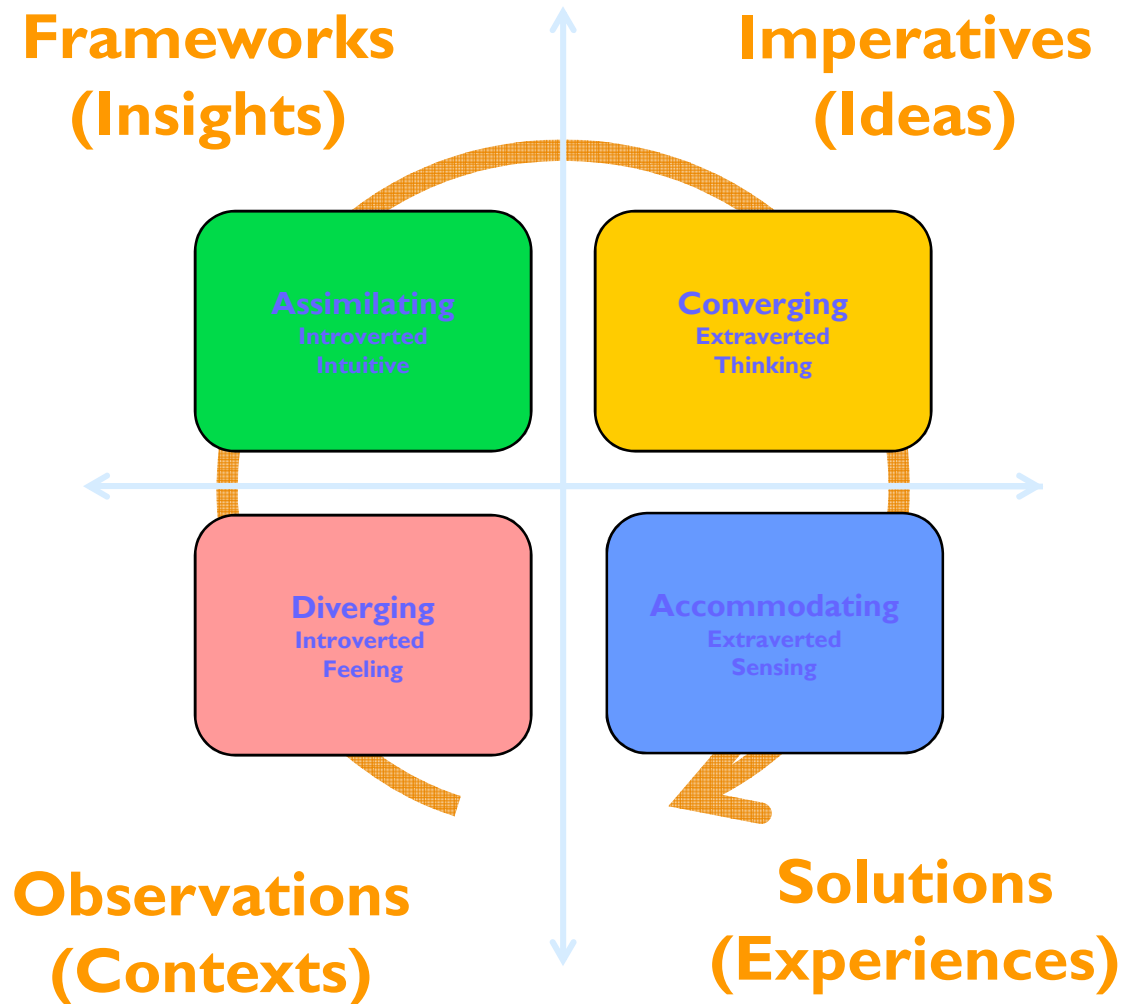 Frameworks
(Insights)
Imperatives
(Ideas)
Assimilating
Introverted
Intuitive
Converging
Extraverted
Thinking
Diverging
Introverted
Feeling
Accommodating
Extraverted
Sensing
Observations
(Contexts)
Solutions
(Experiences)